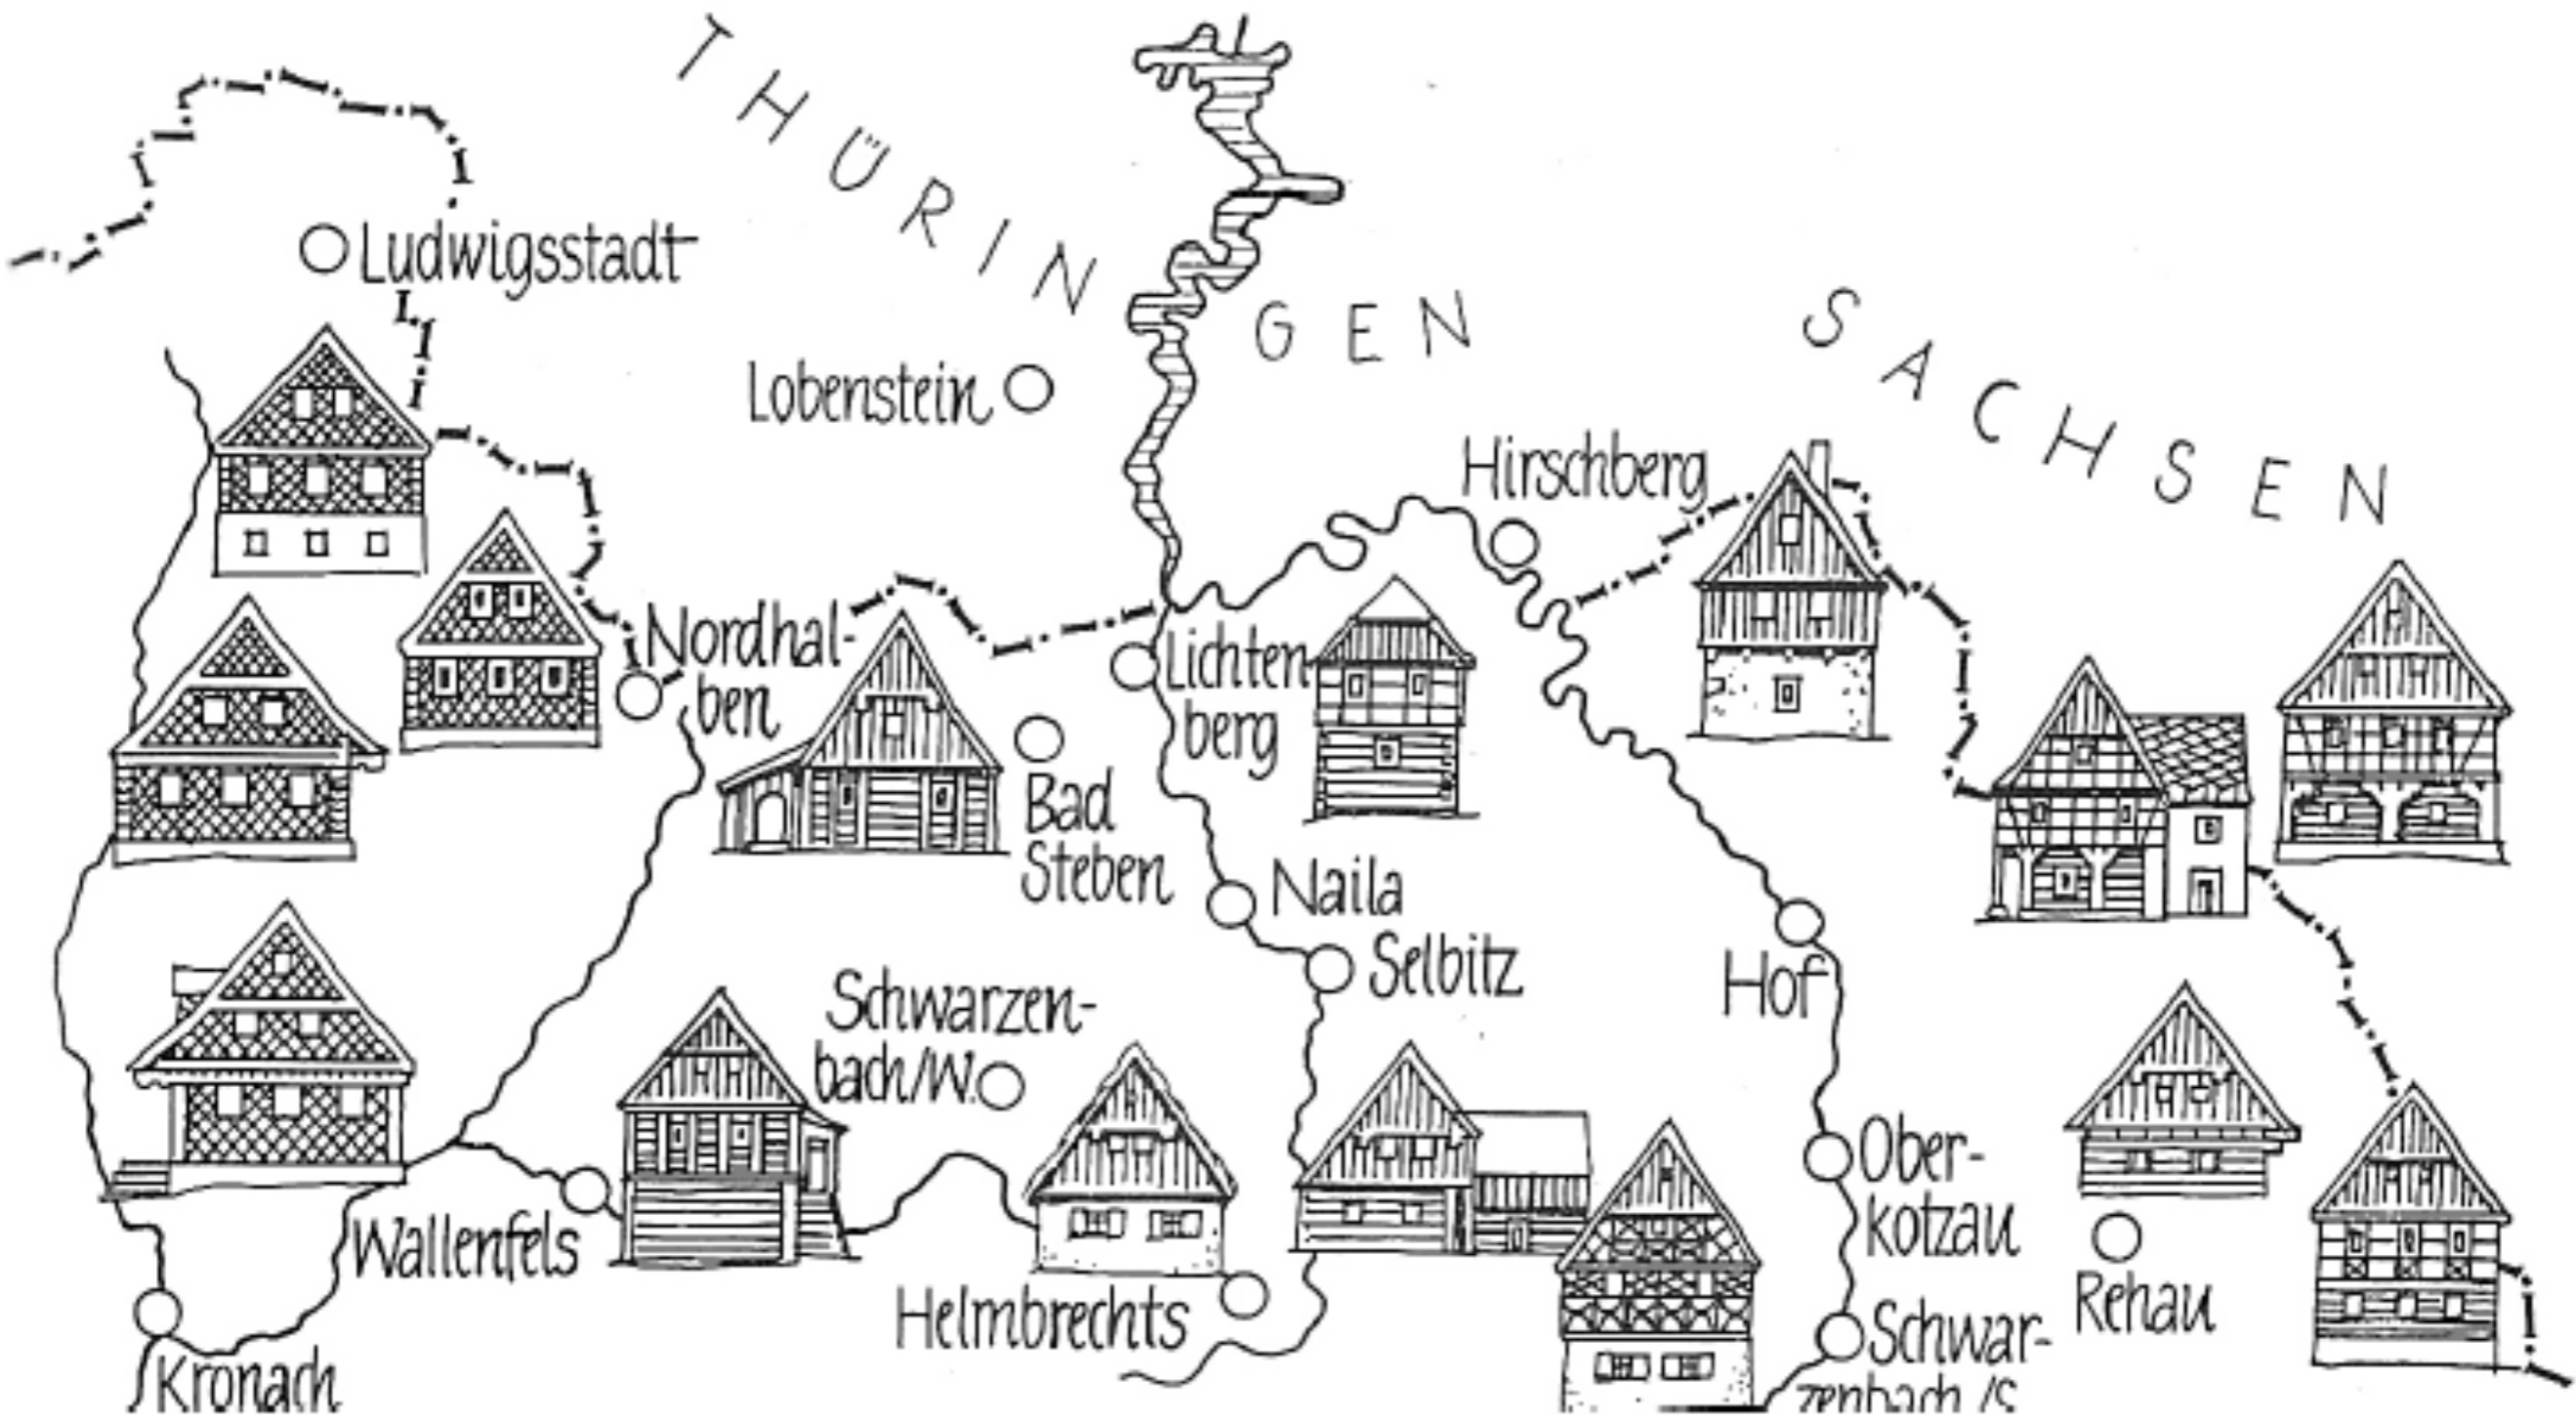 THÜRINGEN
SACHSEN
Ludwigsstadt
Lobenstein
Hirschberg
Nordhal-
ben
Lichten
berg
Bad
Steben
Naila
Selbitz
Hof
Schwarzen-
bach/W.
Ober-
kotzau
Wallenfels
Helmbrechts
Rehau
Kronach
Schwar-
zenbach/S